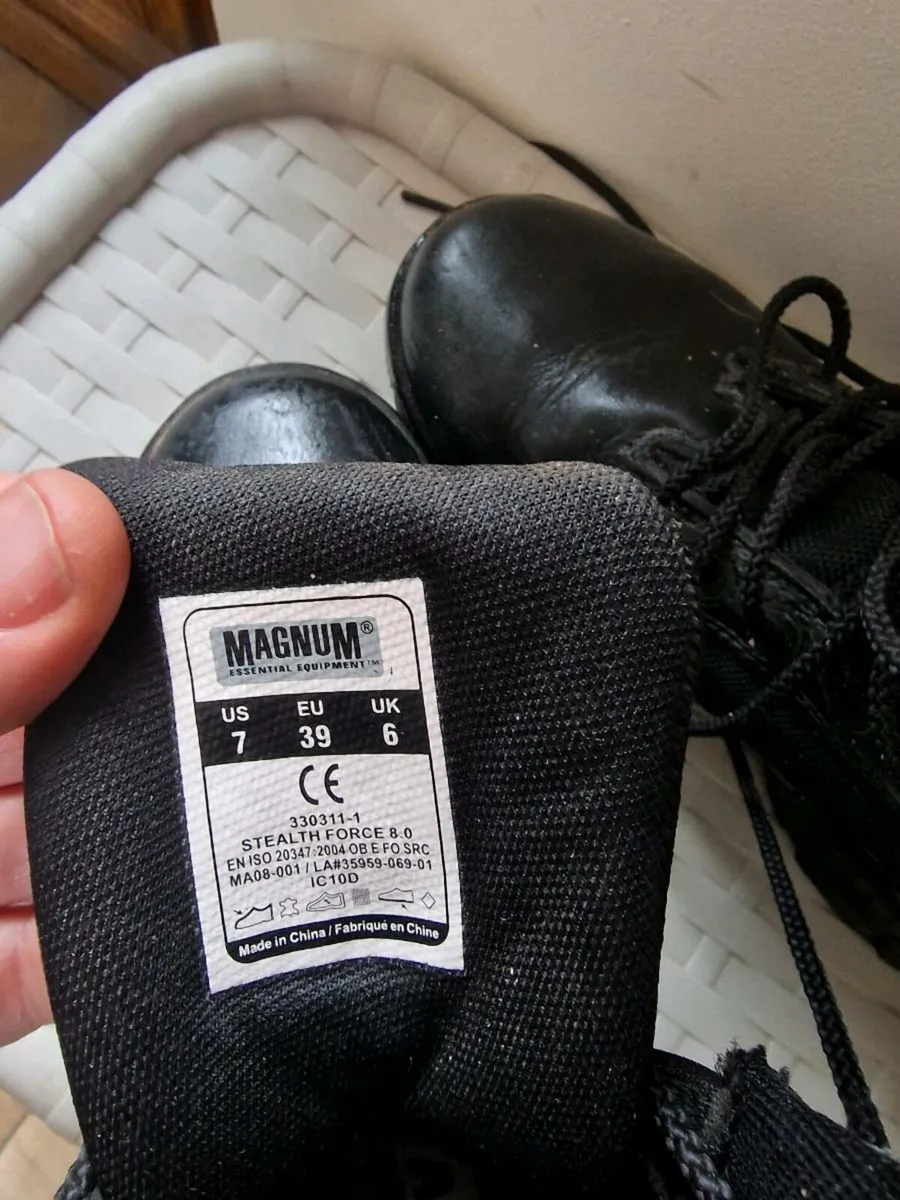 MAGNUM®
ESSENTIAL EQUIPMENT™
US EU UK
7 39 6
CE
330311-1
STEALTH FORCE 8.0
EN ISO 20347:2004 OB E FO SRC
MA08-001 / LA#35959-069-01
IC10D
Made in China / Fabriqué en Chine